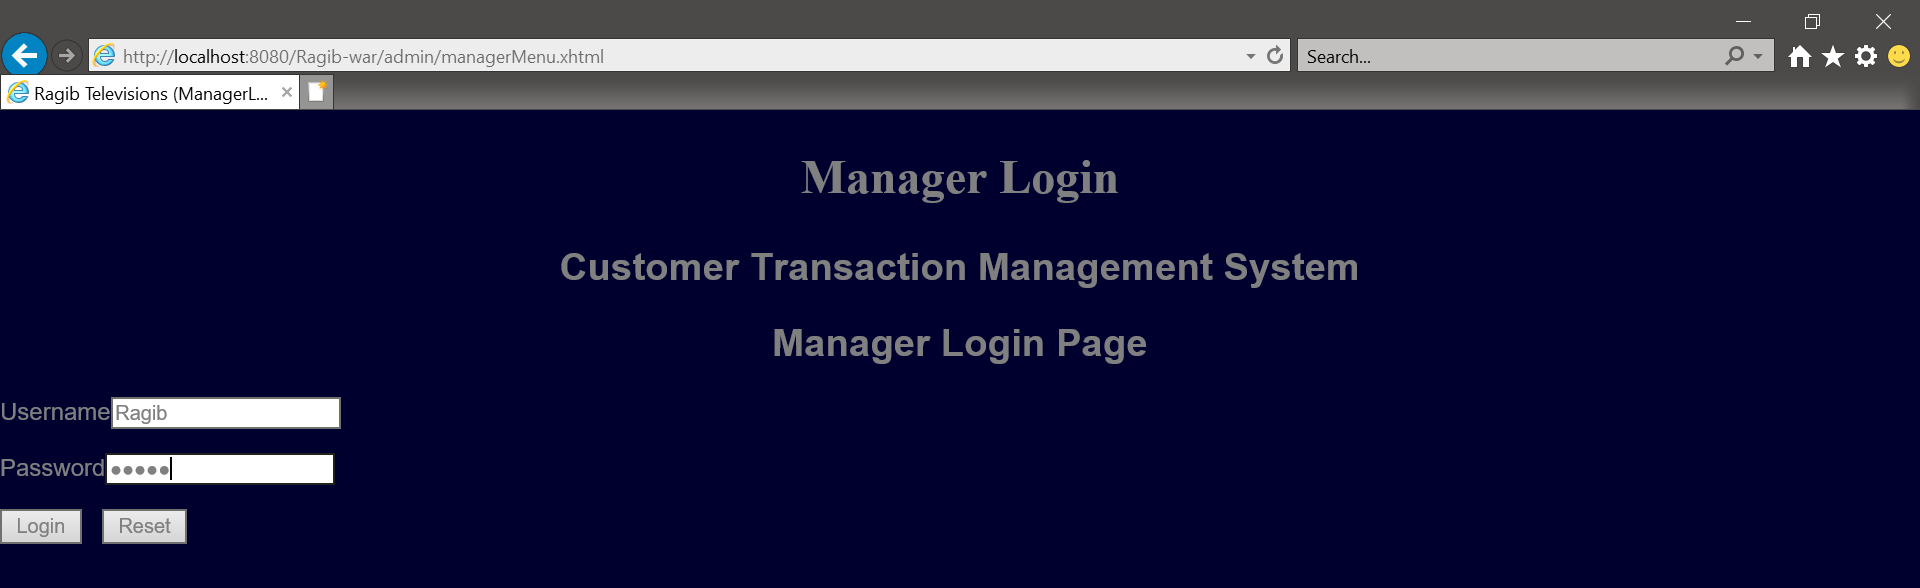 http://localhost:8080/Ragib-war/admin/managerMenu.xhtml
Search...
Ragib Televisions (ManagerL...
Manager Login
Customer Transaction Management System
Manager Login Page
Username Ragib
Password •••••
Login Reset